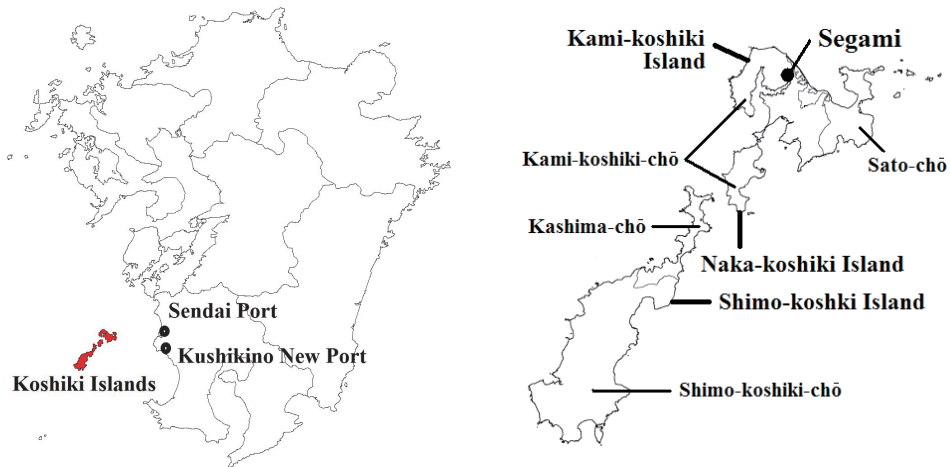 Sendai Port
Kushikino New Port
Koshiki Islands
Kami-koshiki
Island
Segami
Kami-koshiki-chō
Sato-chō
Kashima-chō
Naka-koshiki Island
Shimo-koshki Island
Shimo-koshiki-chō